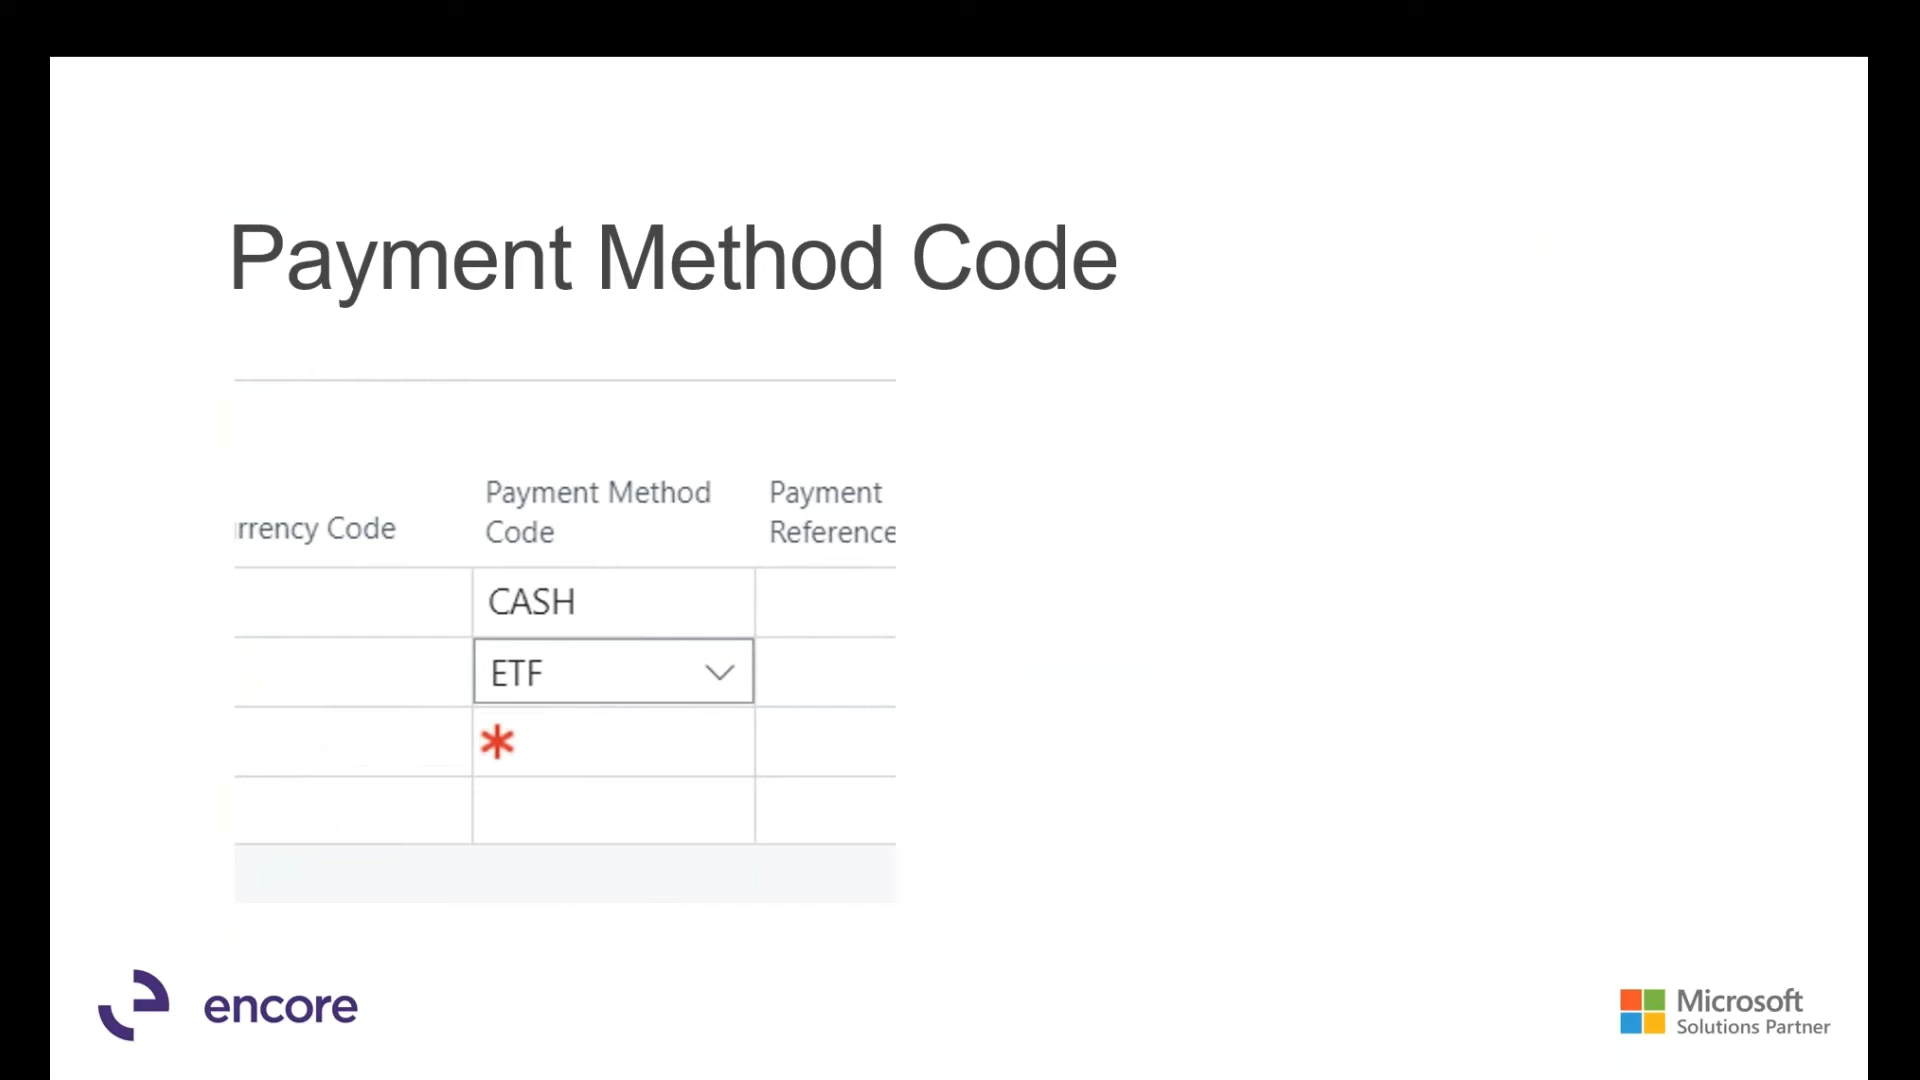 Payment Method Code
Payment Method Payment
rrency Code Code Reference
CASH
ETF
*
encore
Microsoft
Solutions Partner